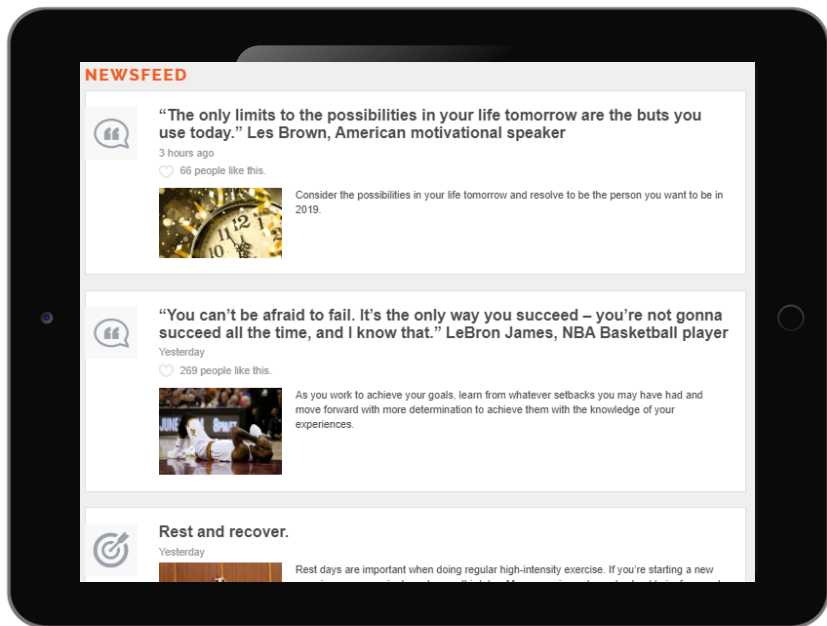 NEWSFEED
“The only limits to the possibilities in your life tomorrow are the buts you
use today.” Les Brown, American motivational speaker
3 hours ago
66 people like this.
Consider the possibilities in your life tomorrow and resolve to be the person you want to be in
2019.
“You can’t be afraid to fail. It’s the only way you succeed – you’re not gonna
succeed all the time, and I know that.” LeBron James, NBA Basketball player
Yesterday
269 people like this.
As you work to achieve your goals, learn from whatever setbacks you may have had and
move forward with more determination to achieve them with the knowledge of your
experiences.
Rest and recover.
Yesterday
Rest days are important when doing regular high-intensity exercise. If you’re starting a new